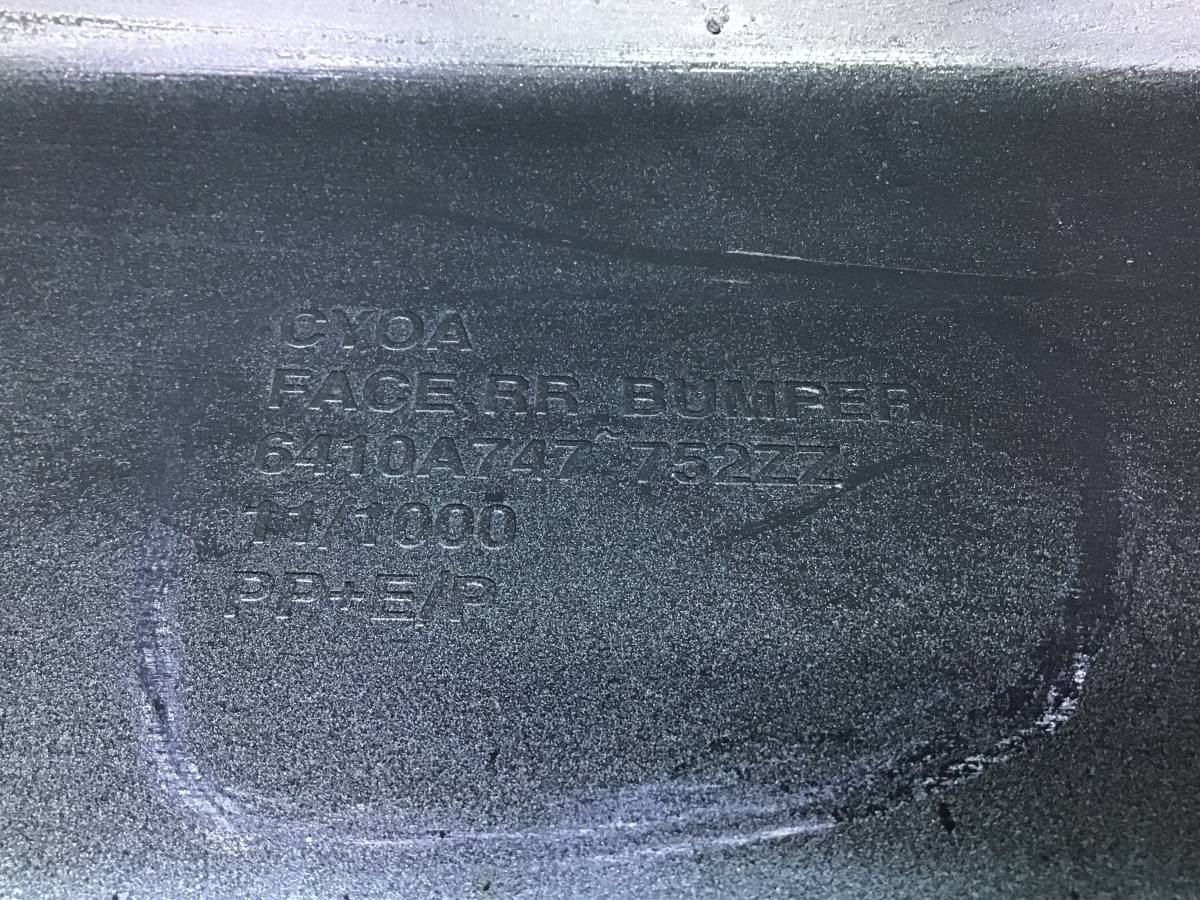 CY0A
FACE,RR BUMPER
6410A747~752ZZ
11/1000
PP+E/P